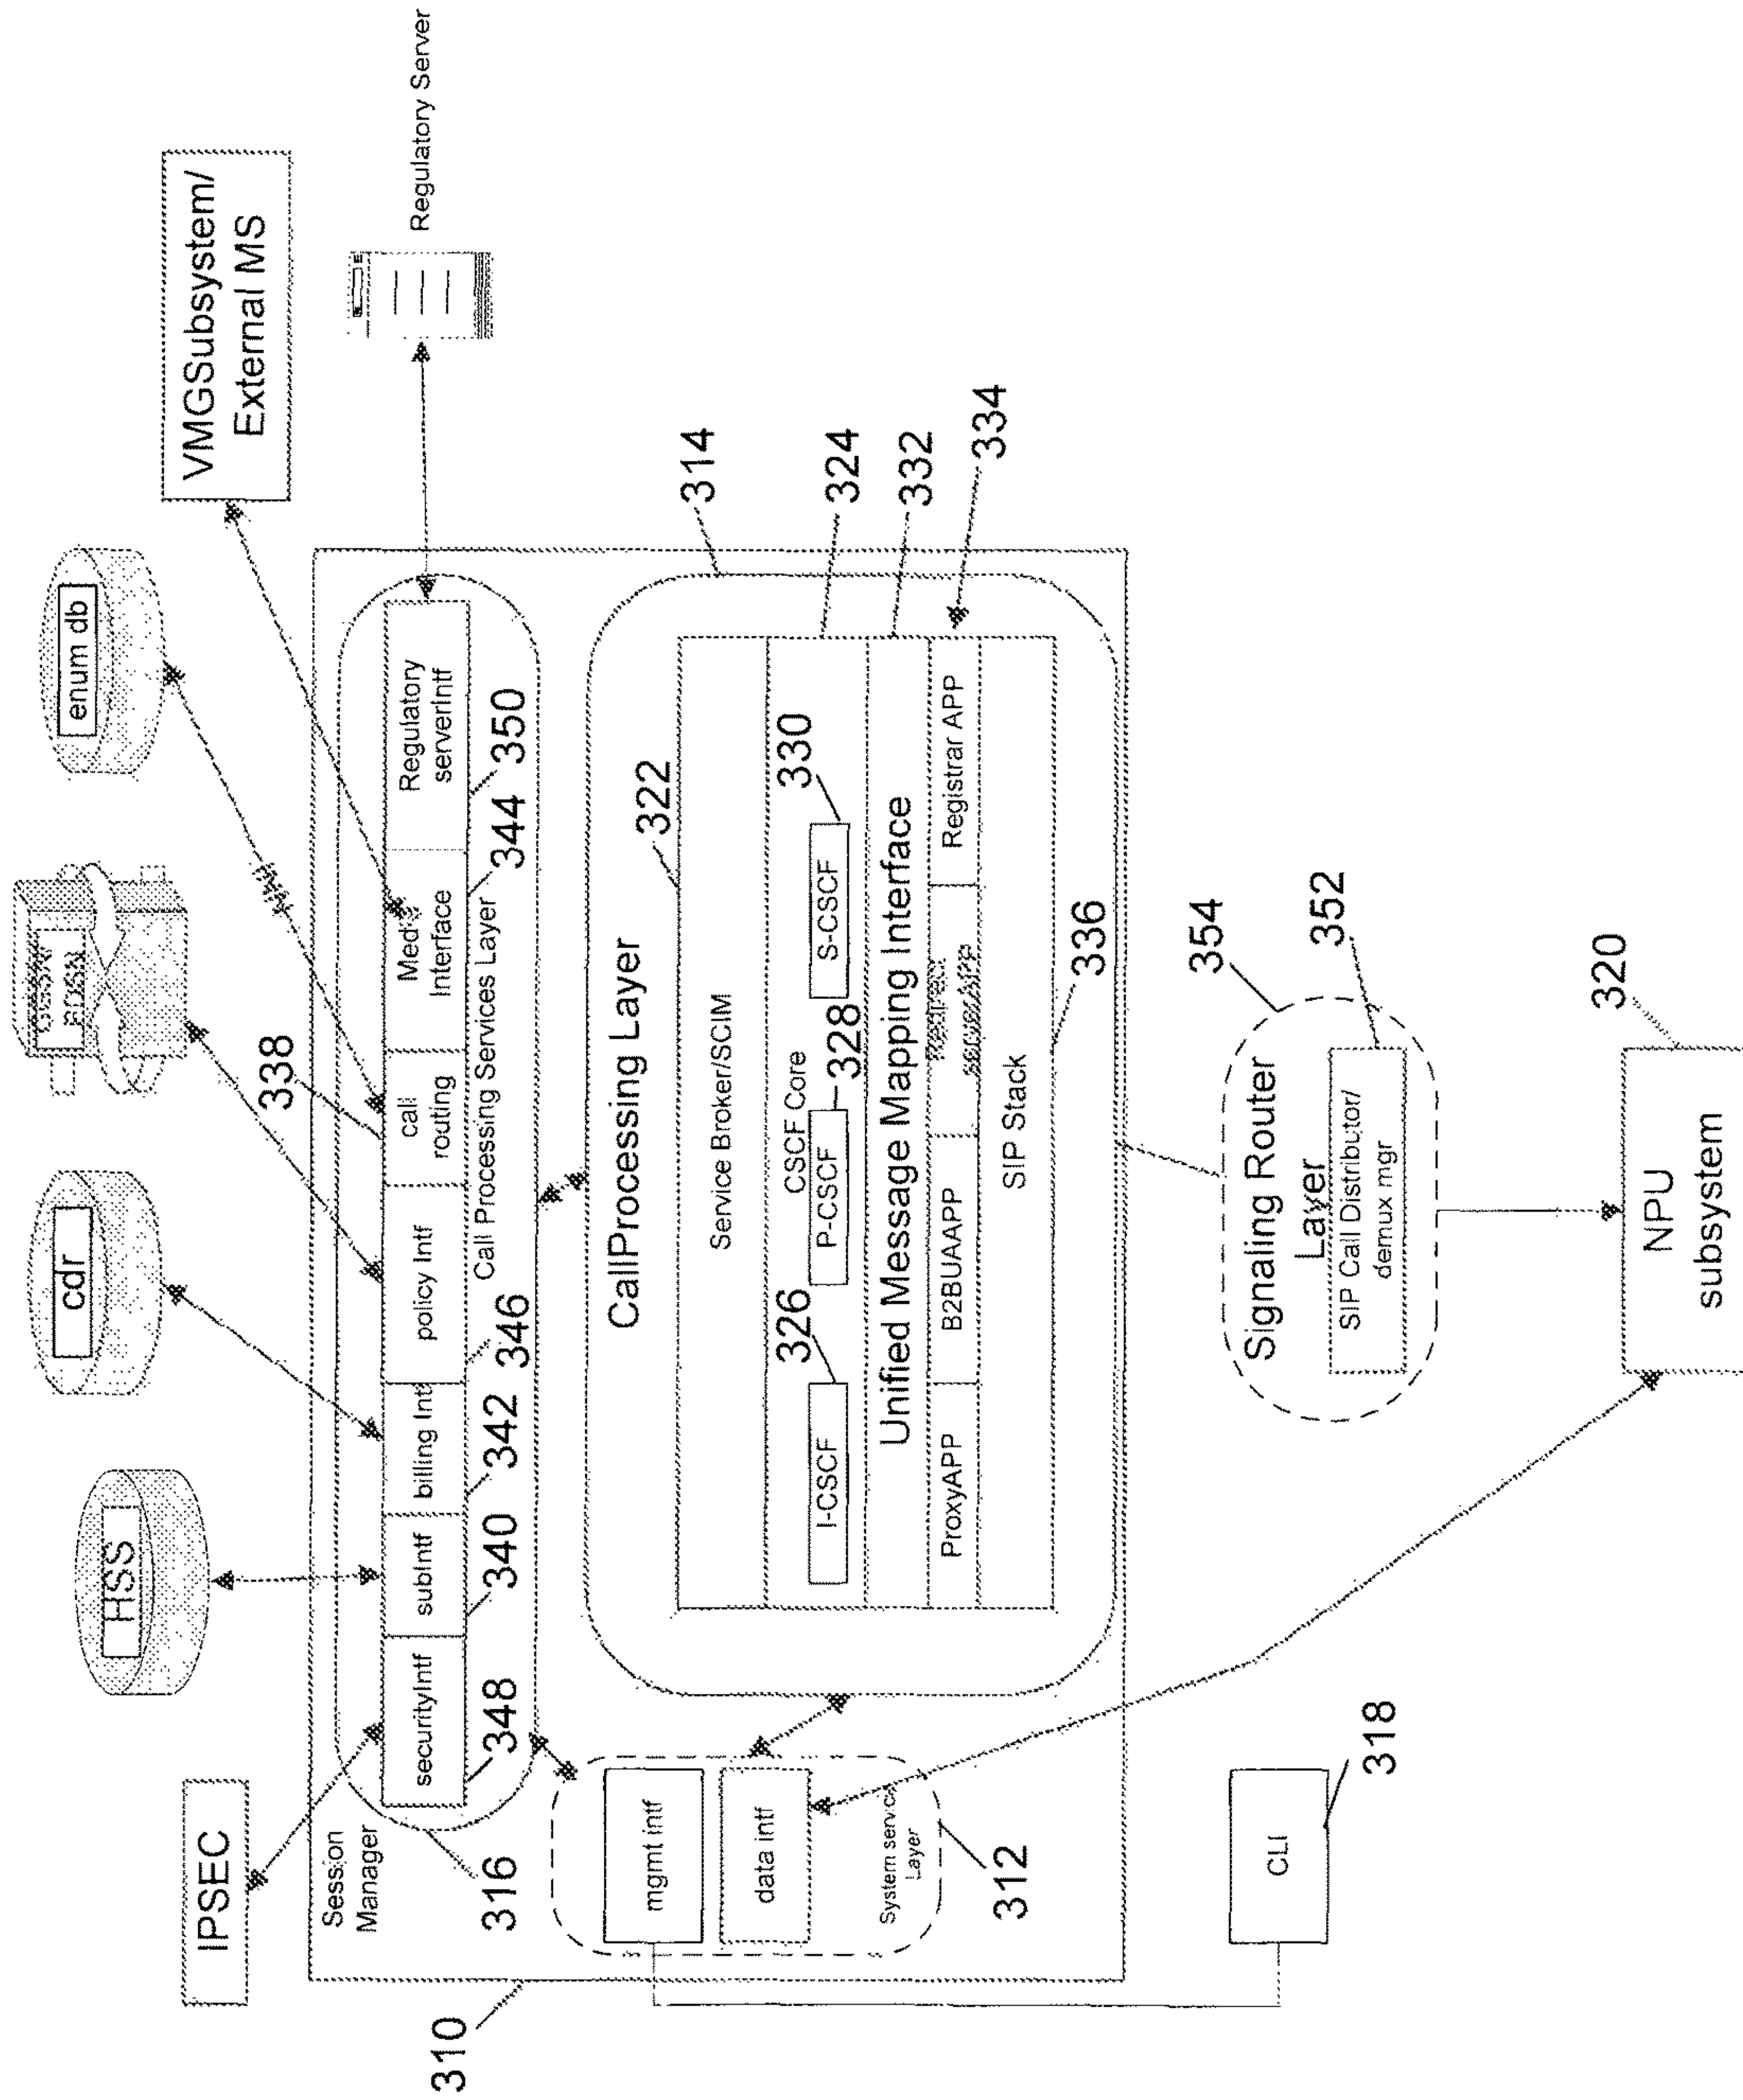 IPSEC
HSS
cdr
enum db
VMGSubsystem/
External MS
Regulatory Server
338
Session
Manager
securityIntf
subIntf
billing Intf
policy Intf
call
routing
Interface
Regulatory
serverIntf
348
340
342
346
Call Processing Services Layer
344
350
316
310
mgmt intf
data intf
System service
Layer
312
CallProcessing Layer
322
314
Service Broker/SCIM
324
CSCF Core
326
I-CSCF
328
P-CSCF
330
S-CSCF
332
Unified Message Mapping Interface
334
ProxyAPP
B2BUAAPP
Redirect
serverAPP
Registrar APP
SIP Stack
336
354
Signaling Router
Layer
352
SIP Call Distributor/
demux mgr
CLI
318
320
NPU
subsystem